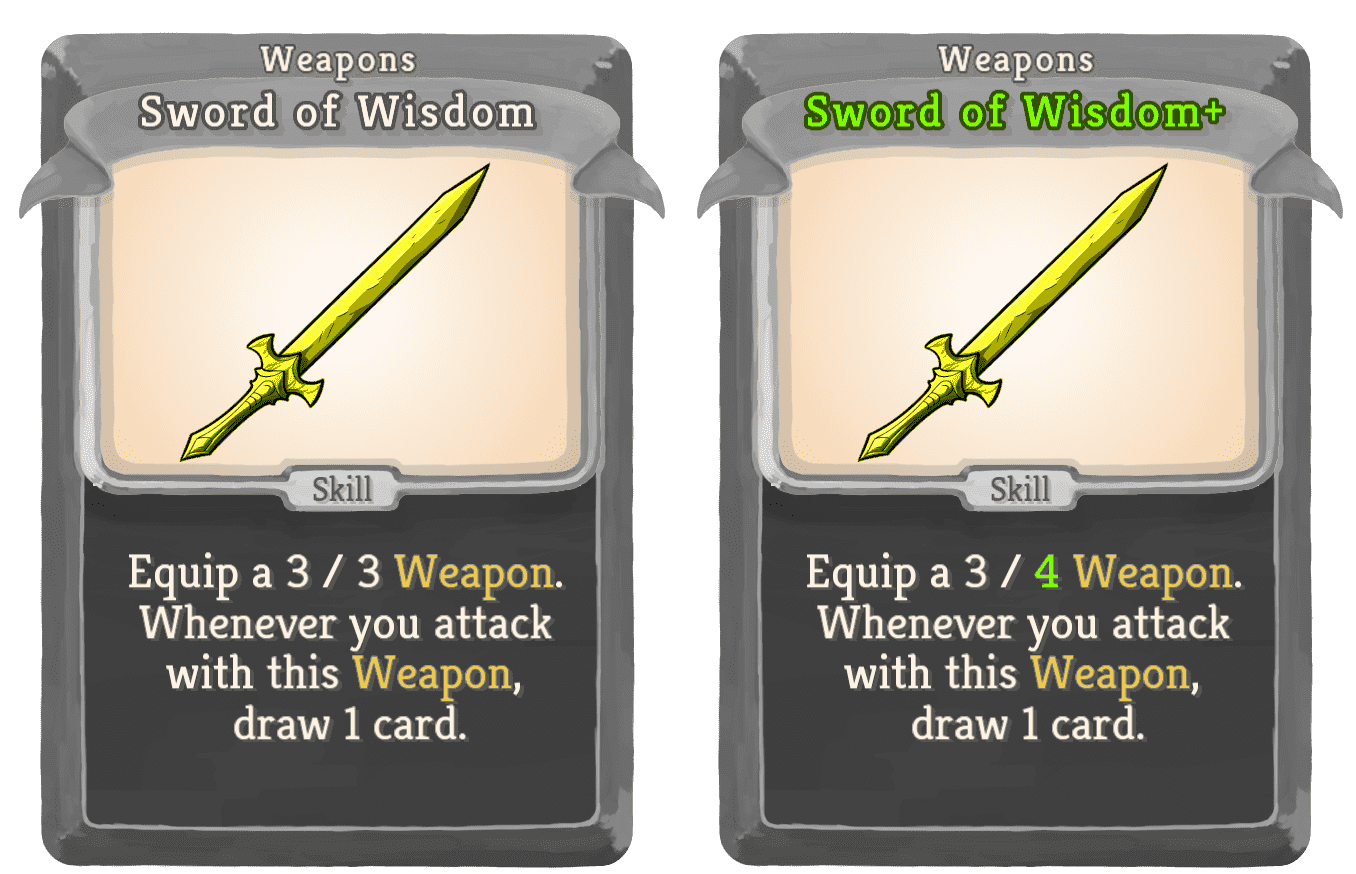 Weapons
Sword of Wisdom
Skill
Equip a 3 / 3 Weapon.
Whenever you attack
with this Weapon,
draw 1 card.
Weapons
Sword of Wisdom+
Skill
Equip a 3 / 4 Weapon.
Whenever you attack
with this Weapon,
draw 1 card.